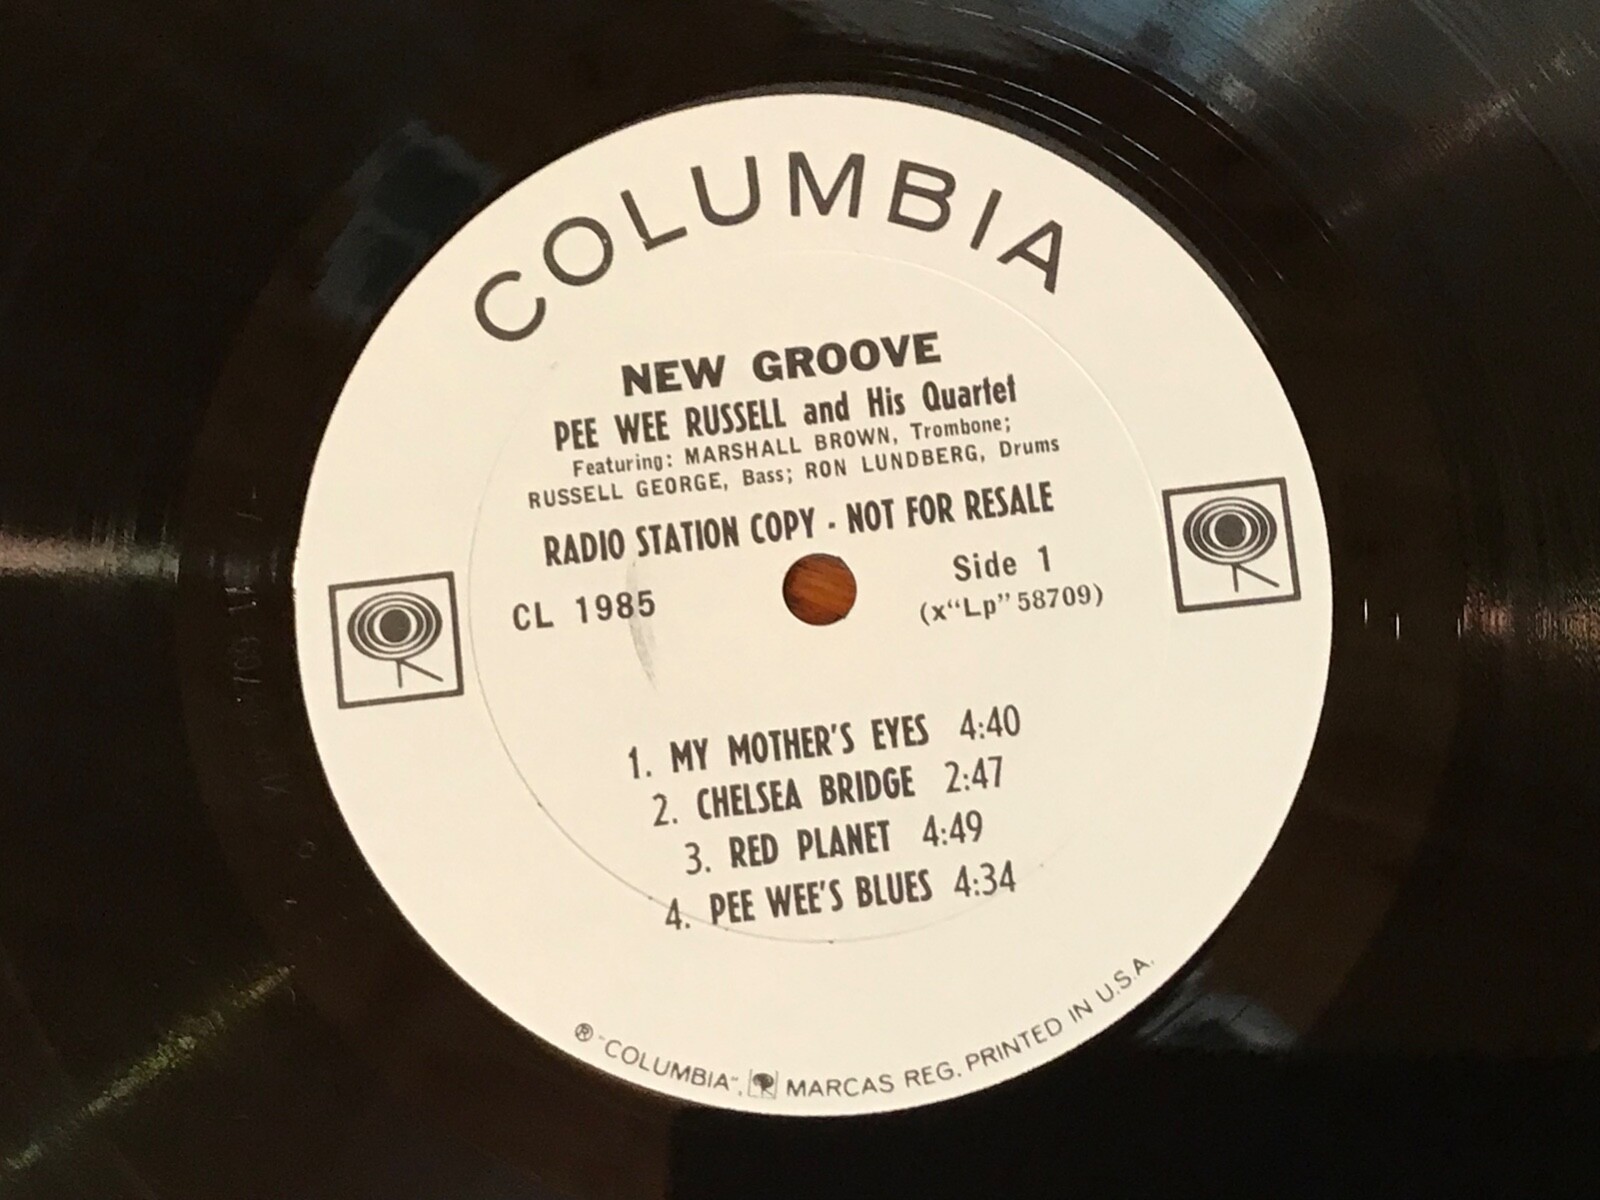 COLUMBIA
NEW GROOVE
PEE WEE RUSSELL and His Quartet
Featuring: MARSHALL BROWN, Trombone;
RUSSELL GEORGE, Bass; RON LUNDBERG, Drums
RADIO STATION COPY - NOT FOR RESALE
Side 1
CL 1985
(x"Lp" 58709)
1. MY MOTHER'S EYES 4:40
2. CHELSEA BRIDGE 2:47
3. RED PLANET 4:49
4. PEE WEE'S BLUES 4:34
® "COLUMBIA", MARCAS REG. PRINTED IN U.S.A.